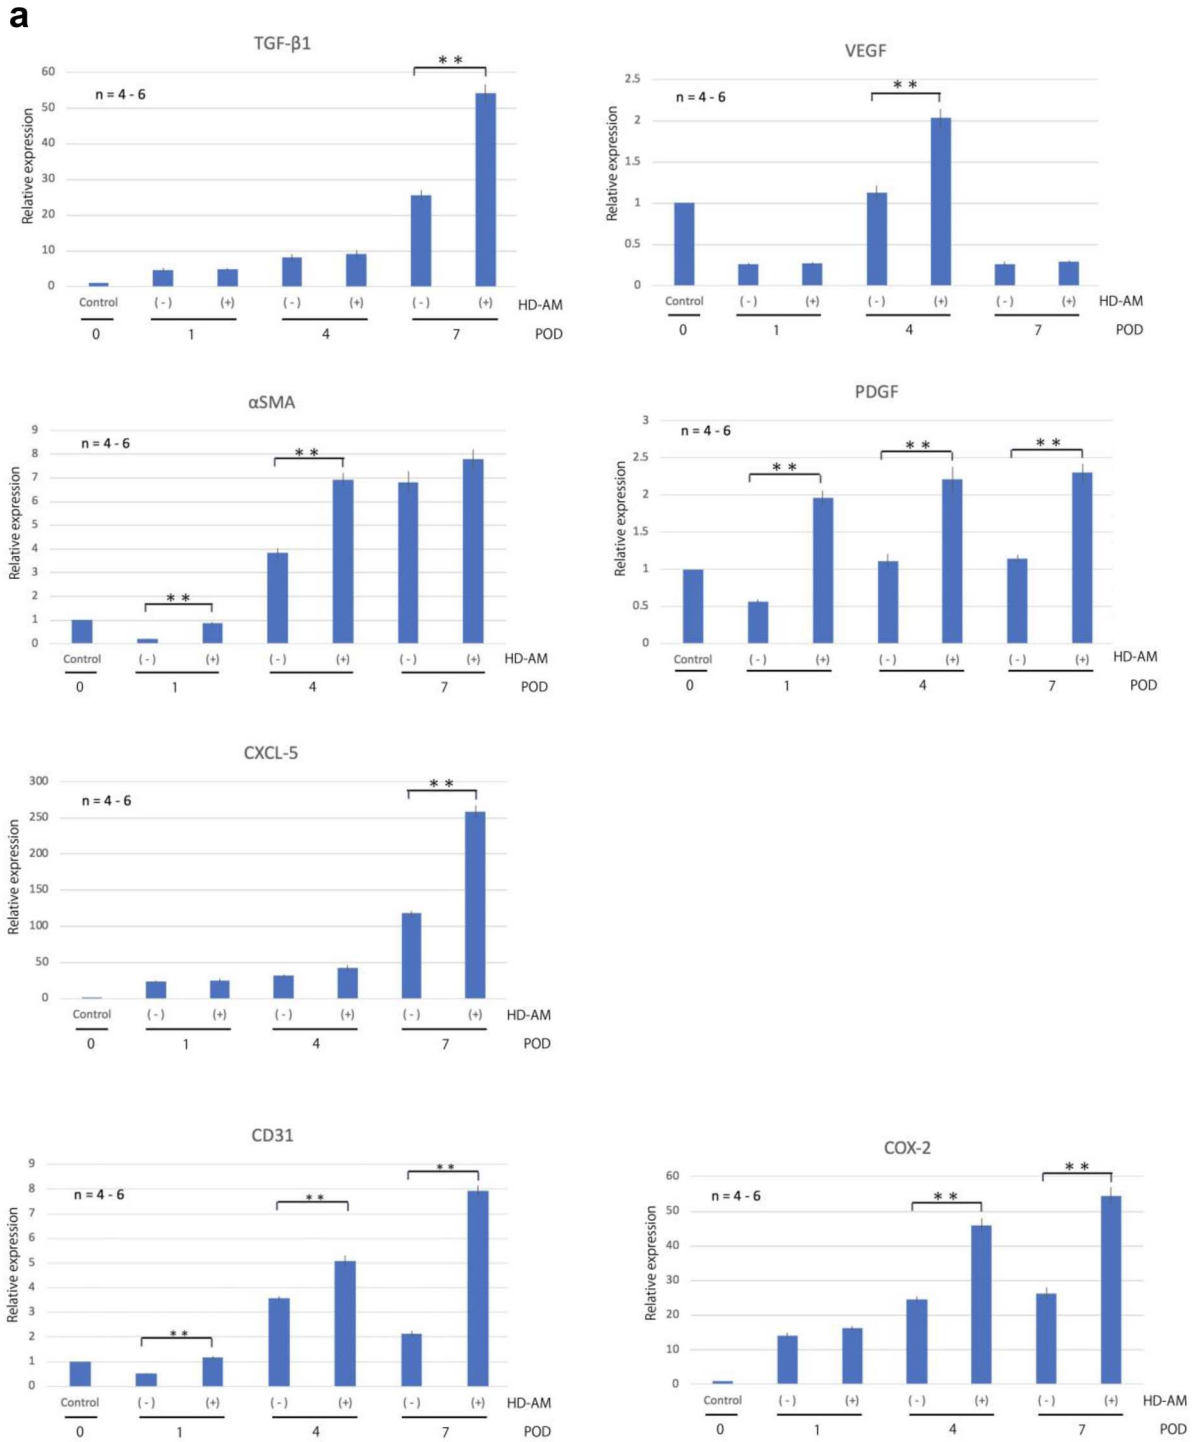 a
TGF-β1
60
50
40
30
20
10
0
Relative expression
n = 4 - 6
* *
Control
( - )
(+)
( - )
(+)
( - )
(+)
HD-AM
0
1
4
7
POD
VEGF
2.5
2
1.5
1
0.5
0
Relative expression
n = 4 - 6
* *
Control
( - )
(+)
( - )
(+)
( - )
(+)
HD-AM
0
1
4
7
POD
αSMA
9
8
7
6
5
4
3
2
1
0
Relative expression
n = 4 - 6
* *
* *
Control
( - )
(+)
( - )
(+)
( - )
(+)
HD-AM
0
1
4
7
POD
PDGF
3
2.5
2
1.5
1
0.5
0
Relative expression
n = 4 - 6
* *
* *
* *
Control
( - )
(+)
( - )
(+)
( - )
(+)
HD-AM
0
1
4
7
POD
CXCL-5
300
250
200
150
100
50
0
Relative expression
n = 4 - 6
* *
Control
( - )
(+)
( - )
(+)
( - )
(+)
HD-AM
0
1
4
7
POD
CD31
9
8
7
6
5
4
3
2
1
0
Relative expression
n = 4 - 6
* *
* *
* *
Control
( - )
(+)
( - )
(+)
( - )
(+)
HD-AM
0
1
4
7
POD
COX-2
60
50
40
30
20
10
0
Relative expression
n = 4 - 6
* *
* *
Control
( - )
(+)
( - )
(+)
( - )
(+)
HD-AM
0
1
4
7
POD